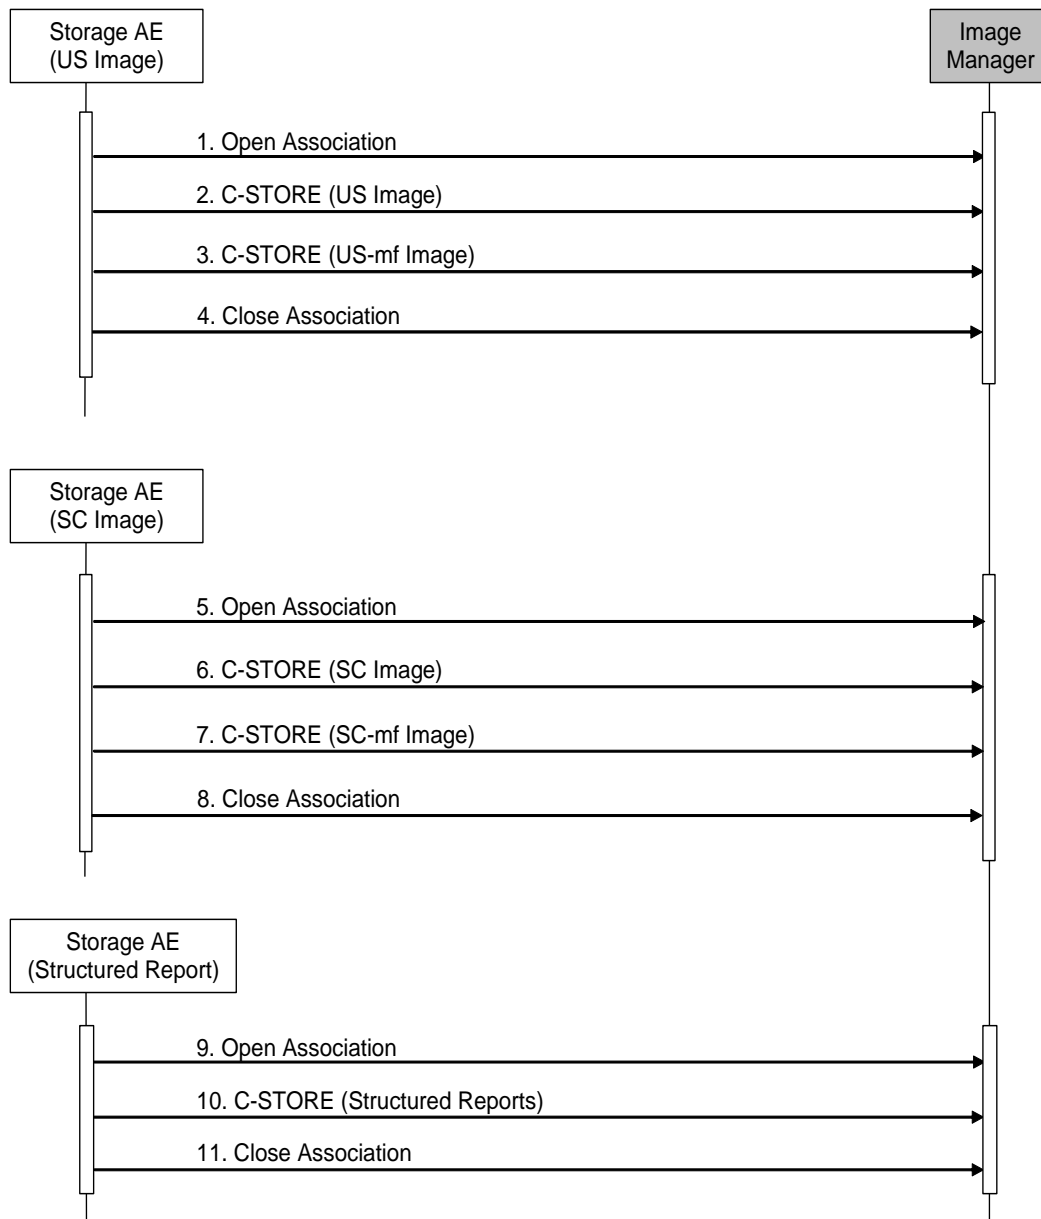 Storage AE
(US Image)
Image
Manager
1. Open Association
2. C-STORE (US Image)
3. C-STORE (US-mf Image)
4. Close Association
Storage AE
(SC Image)
5. Open Association
6. C-STORE (SC Image)
7. C-STORE (SC-mf Image)
8. Close Association
Storage AE
(Structured Report)
9. Open Association
10. C-STORE (Structured Reports)
11. Close Association